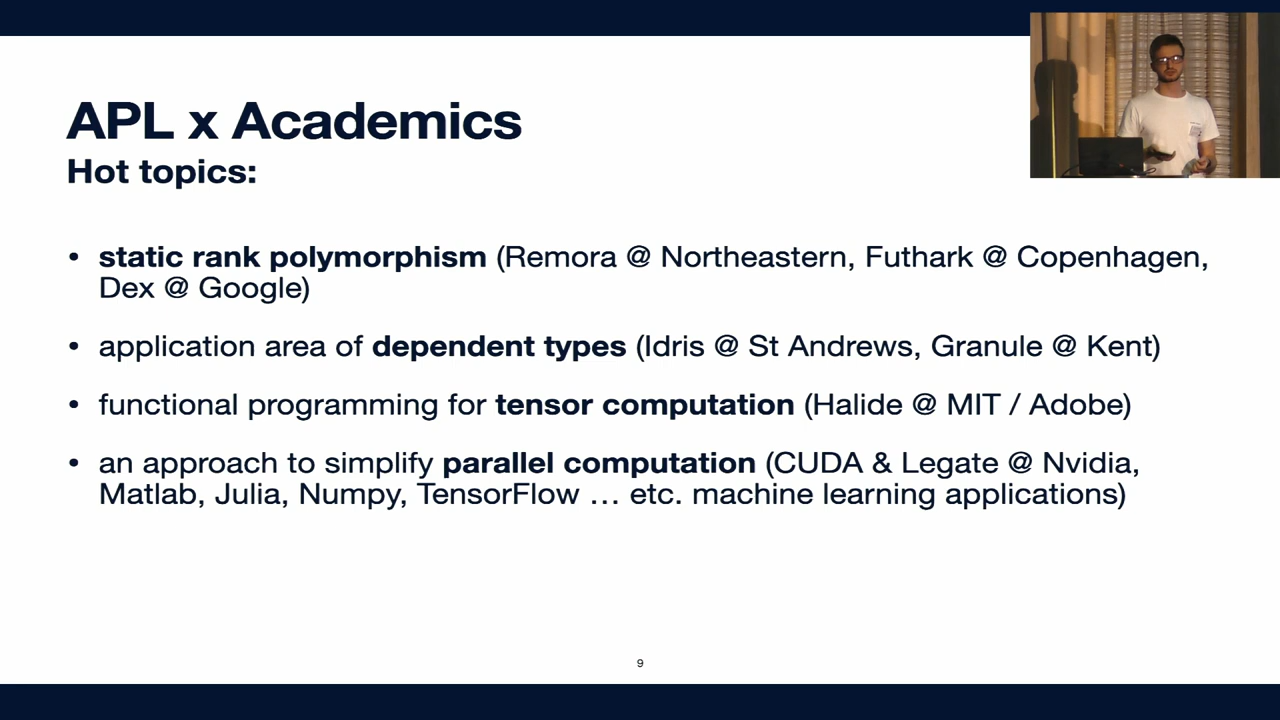 APL x Academics
Hot topics:
• static rank polymorphism (Remora @ Northeastern, Futhark @ Copenhagen,
Dex @ Google)
• application area of dependent types (Idris @ St Andrews, Granule @ Kent)
• functional programming for tensor computation (Halide @ MIT / Adobe)
• an approach to simplify parallel computation (CUDA & Legate @ Nvidia,
Matlab, Julia, Numpy, TensorFlow … etc. machine learning applications)
9